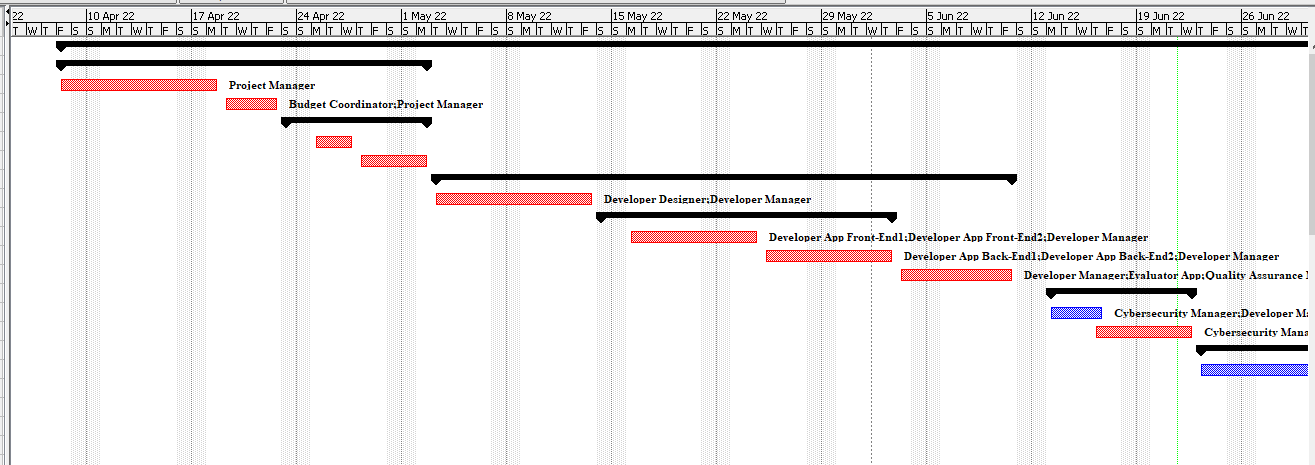 22 10 Apr 22 17 Apr 22 24 Apr 22 1 May 22 8 May 22 15 May 22 22 May 22 29 May 22 5 Jun 22 12 Jun 22 19 Jun 22 26 Jun 22
T W T F S S M T W T F S S M T W T F S S M T W T F S S M T W T F S S M T W T F S S M T W T F S S M T W T F S S M T W T F S S M T W T F S S M T W T F S S M T W T F S S M T W T
Project Manager
Budget Coordinator;Project Manager
Developer Designer;Developer Manager
Developer App Front-End1;Developer App Front-End2;Developer Manager
Developer App Back-End1;Developer App Back-End2;Developer Manager
Developer Manager;Evaluator App;Quality Assurance
Cybersecurity Manager;Developer
Cybersecurity